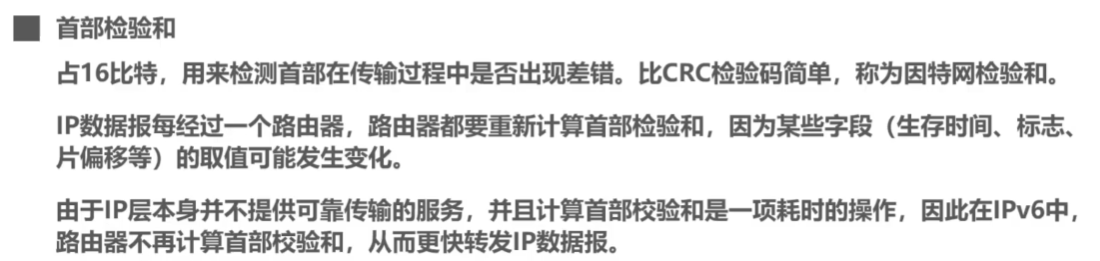 首部检验和
占16比特，用来检测首部在传输过程中是否出现差错。比CRC检验码简单，称为因特网检验和。
IP数据报每经过一个路由器，路由器都要重新计算首部检验和，因为某些字段（生存时间、标志、
片偏移等）的取值可能发生变化。
由于IP层本身并不提供可靠传输的服务，并且计算首部校验和是一项耗时的操作，因此在IPv6中，
路由器不再计算首部校验和，从而更快转发IP数据报。